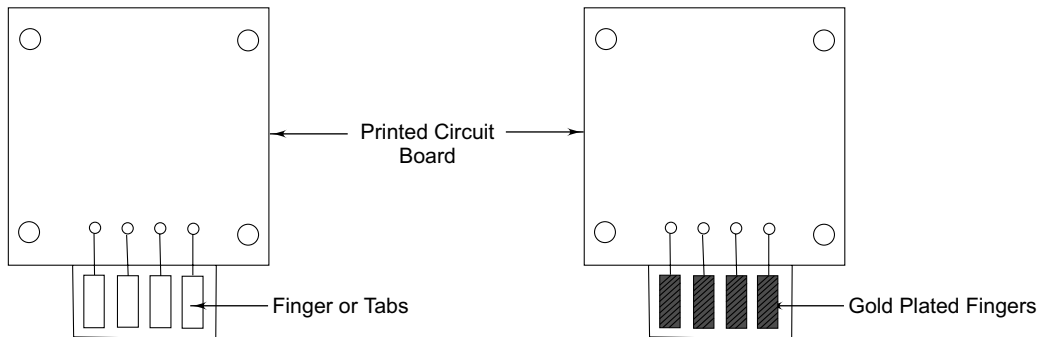 Printed Circuit
Board
Finger or Tabs
Gold Plated Fingers